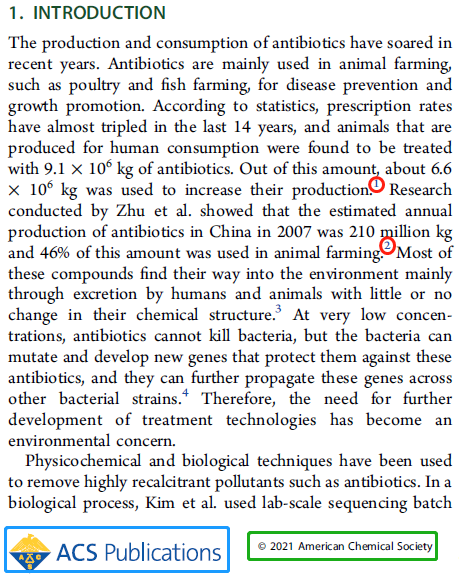 1. INTRODUCTION
The production and consumption of antibiotics have soared in
recent years. Antibiotics are mainly used in animal farming,
such as poultry and fish farming, for disease prevention and
growth promotion. According to statistics, prescription rates
have almost tripled in the last 14 years, and animals that are
produced for human consumption were found to be treated
with 9.1 × 10⁶ kg of antibiotics. Out of this amount, about 6.6
× 10⁶ kg was used to increase their production.¹ Research
conducted by Zhu et al. showed that the estimated annual
production of antibiotics in China in 2007 was 210 million kg
and 46% of this amount was used in animal farming.² Most of
these compounds find their way into the environment mainly
through excretion by humans and animals with little or no
change in their chemical structure.³ At very low concen-
trations, antibiotics cannot kill bacteria, but the bacteria can
mutate and develop new genes that protect them against these
antibiotics, and they can further propagate these genes across
other bacterial strains.⁴ Therefore, the need for further
development of treatment technologies has become an
environmental concern.
Physicochemical and biological techniques have been used
to remove highly recalcitrant pollutants such as antibiotics. In a
biological process, Kim et al. used lab-scale sequencing batch
ACS Publications
© 2021 American Chemical Society